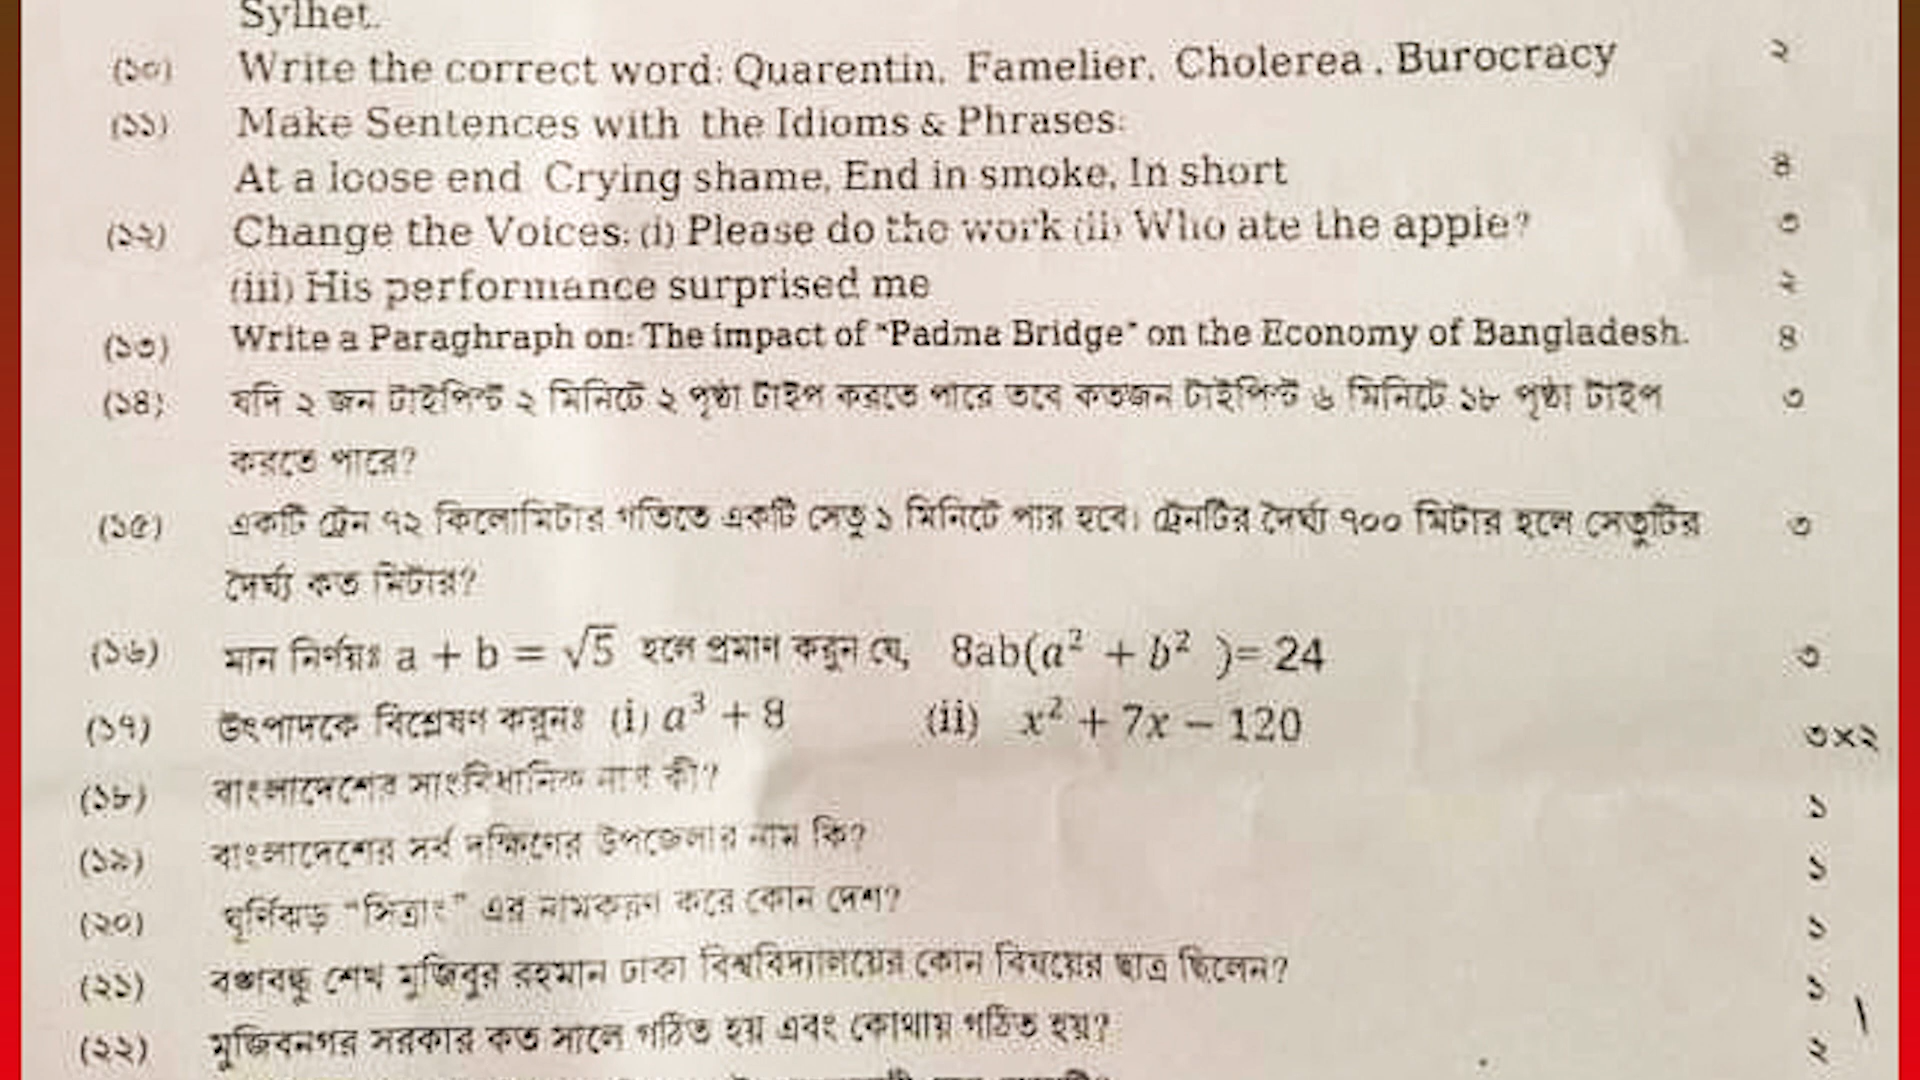 Sylhet.
(১০) Write the correct word: Quarentin, Famelier, Cholerea, Burocracy ২
(১১) Make Sentences with the Idioms & Phrases:
At a loose end Crying shame, End in smoke, In short ৪
(১২) Change the Voices: (i) Please do the work (ii) Who ate the apple? ৩
(iii) His performance surprised me ২
(১৩) Write a Paraghraph on: The impact of "Padma Bridge" on the Economy of Bangladesh. ৪
(১৪) যদি ২ জন টাইপিস্ট ২ মিনিটে ২ পৃষ্ঠা টাইপ করতে পারে তবে কতজন টাইপিস্ট ৬ মিনিটে ১৮ পৃষ্ঠা টাইপ ৩
করতে পারে?
(১৫) একটি ট্রেন ৭২ কিলোমিটার গতিতে একটি সেতু ১ মিনিটে পার হবে। ট্রেনটির দৈর্ঘ্য ৭০০ মিটার হলে সেতুটির ৩
দৈর্ঘ্য কত মিটার?
(১৬) মান নির্ণয়ঃ a + b = √5 হলে প্রমাণ করুন যে, 8ab(a² + b² )= 24 ৩
(১৭) উৎপাদকে বিশ্লেষণ করুনঃ (i) a³ + 8 (ii) x² + 7x − 120 ৩×২
(১৮) বাংলাদেশের সাংবিধানিক নাম কী? ১
(১৯) বাংলাদেশের সর্ব দক্ষিণের উপজেলার নাম কি? ১
(২০) ঘূর্ণিঝড় "সিত্রাং" এর নামকরণ করে কোন দেশ? ১
(২১) বঙ্গবন্ধু শেখ মুজিবুর রহমান ঢাকা বিশ্ববিদ্যালয়ের কোন বিষয়ের ছাত্র ছিলেন? ১
(২২) মুজিবনগর সরকার কত সালে গঠিত হয় এবং কোথায় গঠিত হয়? ২